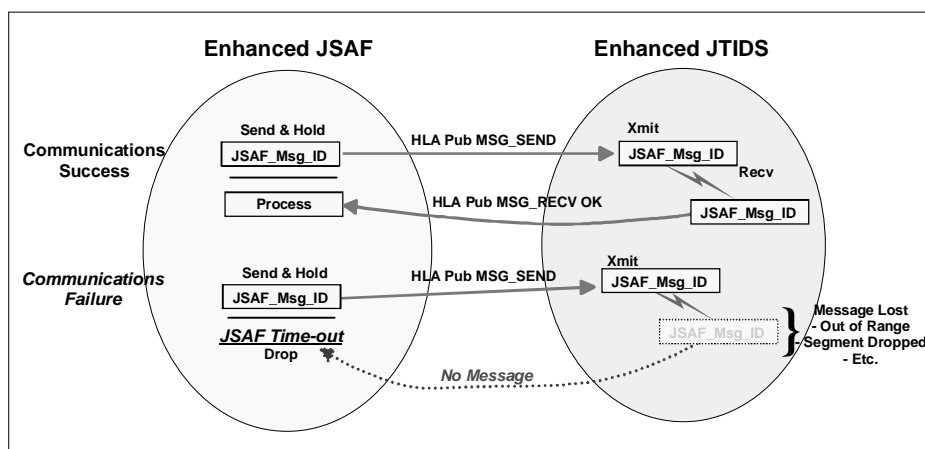 Enhanced JSAF
Enhanced JTIDS
Communications
Success
Send & Hold
JSAF_Msg_ID
HLA Pub MSG_SEND
Xmit
JSAF_Msg_ID
Recv
Process
HLA Pub MSG_RECV OK
JSAF_Msg_ID
Communications
Failure
Send & Hold
JSAF_Msg_ID
HLA Pub MSG_SEND
Xmit
JSAF_Msg_ID
JSAF Time-out
Drop
JSAF_Msg_ID
Message Lost
- Out of Range
- Segment Dropped
- Etc.
No Message